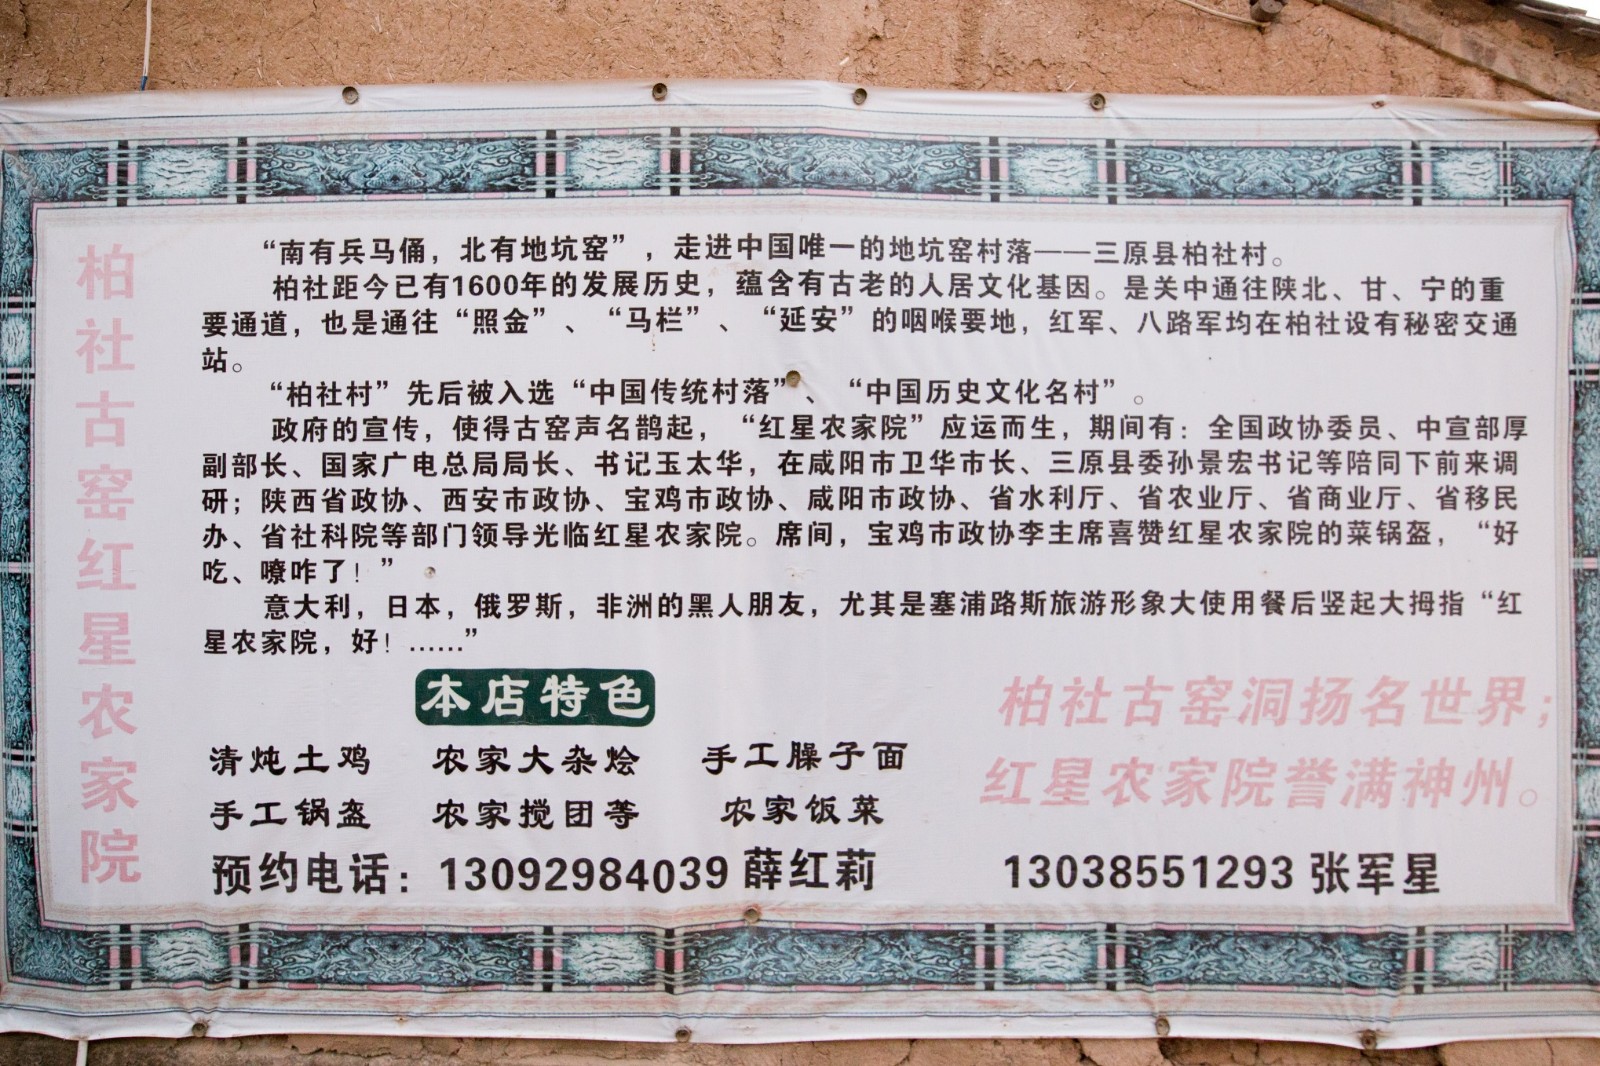 柏社古窑红星农家院
“南有兵马俑，北有地坑窑”，走进中国唯一的地坑窑村落——三原县柏社村。
柏社距今已有1600年的发展历史，蕴含有古老的人居文化基因。是关中通往陕北、甘、宁的重
要通道，也是通往“照金”、“马栏”、“延安”的咽喉要地，红军、八路军均在柏社设有秘密交通
站。
“柏社村”先后被入选“中国传统村落”、“中国历史文化名村”。
政府的宣传，使得古窑声名鹊起，“红星农家院”应运而生，期间有：全国政协委员、中宣部厚
副部长、国家广电总局局长、书记玉太华，在咸阳市卫华市长、三原县委孙景宏书记等陪同下前来调
研；陕西省政协、西安市政协、宝鸡市政协、咸阳市政协、省水利厅、省农业厅、省商业厅、省移民
办、省社科院等部门领导光临红星农家院。席间，宝鸡市政协李主席喜赞红星农家院的菜锅盔，“好
吃、嘹咋了！”
意大利，日本，俄罗斯，非洲的黑人朋友，尤其是塞浦路斯旅游形象大使用餐后竖起大拇指“红
星农家院，好！……”
本店特色
清炖土鸡 农家大杂烩 手工臊子面
手工锅盔 农家搅团等 农家饭菜
柏社古窑洞扬名世界；
红星农家院誉满神州。
预约电话：13092984039 薛红莉 13038551293 张军星